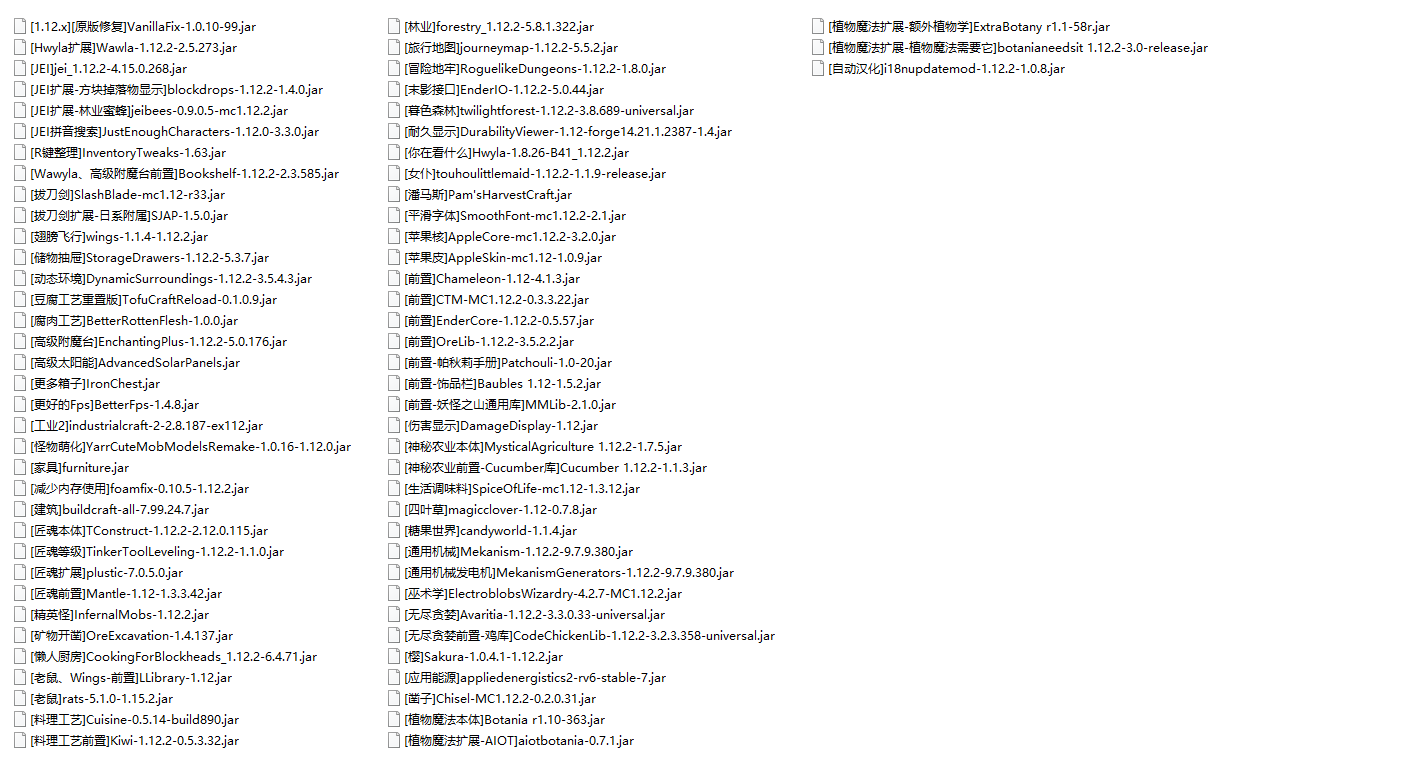 [1.12.x][原版修复]VanillaFix-1.0.10-99.jar
[Hwyla扩展]Wawla-1.12.2-2.5.273.jar
[JEI]jei_1.12.2-4.15.0.268.jar
[JEI扩展-方块掉落物显示]blockdrops-1.12.2-1.4.0.jar
[JEI扩展-林业蜜蜂]jeibees-0.9.0.5-mc1.12.2.jar
[JEI拼音搜索]JustEnoughCharacters-1.12.0-3.3.0.jar
[R键整理]InventoryTweaks-1.63.jar
[Wawyla、高级附魔台前置]Bookshelf-1.12.2-2.3.585.jar
[拔刀剑]SlashBlade-mc1.12-r33.jar
[拔刀剑扩展-日系附属]SJAP-1.5.0.jar
[翅膀飞行]wings-1.1.4-1.12.2.jar
[储物抽屉]StorageDrawers-1.12.2-5.3.7.jar
[动态环境]DynamicSurroundings-1.12.2-3.5.4.3.jar
[豆腐工艺重置版]TofuCraftReload-0.1.0.9.jar
[腐肉工艺]BetterRottenFlesh-1.0.0.jar
[高级附魔台]EnchantingPlus-1.12.2-5.0.176.jar
[高级太阳能]AdvancedSolarPanels.jar
[更多箱子]IronChest.jar
[更好的Fps]BetterFps-1.4.8.jar
[工业2]industrialcraft-2-2.8.187-ex112.jar
[怪物萌化]YarrCuteMobModelsRemake-1.0.16-1.12.0.jar
[家具]furniture.jar
[减少内存使用]foamfix-0.10.5-1.12.2.jar
[建筑]buildcraft-all-7.99.24.7.jar
[匠魂本体]TConstruct-1.12.2-2.12.0.115.jar
[匠魂等级]TinkerToolLeveling-1.12.2-1.1.0.jar
[匠魂扩展]plustic-7.0.5.0.jar
[匠魂前置]Mantle-1.12-1.3.3.42.jar
[精英怪]InfernalMobs-1.12.2.jar
[矿物开凿]OreExcavation-1.4.137.jar
[懒人厨房]CookingForBlockheads_1.12.2-6.4.71.jar
[老鼠、Wings-前置]LLibrary-1.12.jar
[老鼠]rats-5.1.0-1.15.2.jar
[料理工艺]Cuisine-0.5.14-build890.jar
[料理工艺前置]Kiwi-1.12.2-0.5.3.32.jar
[林业]forestry_1.12.2-5.8.1.322.jar
[旅行地图]journeymap-1.12.2-5.5.2.jar
[冒险地牢]RoguelikeDungeons-1.12.2-1.8.0.jar
[末影接口]EnderIO-1.12.2-5.0.44.jar
[暮色森林]twilightforest-1.12.2-3.8.689-universal.jar
[耐久显示]DurabilityViewer-1.12-forge14.21.1.2387-1.4.jar
[你在看什么]Hwyla-1.8.26-B41_1.12.2.jar
[女仆]touhoulittlemaid-1.12.2-1.1.9-release.jar
[潘马斯]Pam'sHarvestCraft.jar
[平滑字体]SmoothFont-mc1.12.2-2.1.jar
[苹果核]AppleCore-mc1.12.2-3.2.0.jar
[苹果皮]AppleSkin-mc1.12-1.0.9.jar
[前置]Chameleon-1.12-4.1.3.jar
[前置]CTM-MC1.12.2-0.3.3.22.jar
[前置]EnderCore-1.12.2-0.5.57.jar
[前置]OreLib-1.12.2-3.5.2.2.jar
[前置-帕秋莉手册]Patchouli-1.0-20.jar
[前置-饰品栏]Baubles 1.12-1.5.2.jar
[前置-妖怪之山通用库]MMLib-2.1.0.jar
[伤害显示]DamageDisplay-1.12.jar
[神秘农业本体]MysticalAgriculture 1.12.2-1.7.5.jar
[神秘农业前置-Cucumber库]Cucumber 1.12.2-1.1.3.jar
[生活调味料]SpiceOfLife-mc1.12-1.3.12.jar
[四叶草]magicclover-1.12-0.7.8.jar
[糖果世界]candyworld-1.1.4.jar
[通用机械]Mekanism-1.12.2-9.7.9.380.jar
[通用机械发电机]MekanismGenerators-1.12.2-9.7.9.380.jar
[巫术学]ElectroblobsWizardry-4.2.7-MC1.12.2.jar
[无尽贪婪]Avaritia-1.12.2-3.3.0.33-universal.jar
[无尽贪婪前置-鸡库]CodeChickenLib-1.12.2-3.2.3.358-universal.jar
[樱]Sakura-1.0.4.1-1.12.2.jar
[应用能源]appliedenergistics2-rv6-stable-7.jar
[凿子]Chisel-MC1.12.2-0.2.0.31.jar
[植物魔法本体]Botania r1.10-363.jar
[植物魔法扩展-AIOT]aiotbotania-0.7.1.jar
[植物魔法扩展-额外植物学]ExtraBotany r1.1-58r.jar
[植物魔法扩展-植物魔法需要它]botanianeedsit 1.12.2-3.0-release.jar
[自动汉化]i18nupdatemod-1.12.2-1.0.8.jar